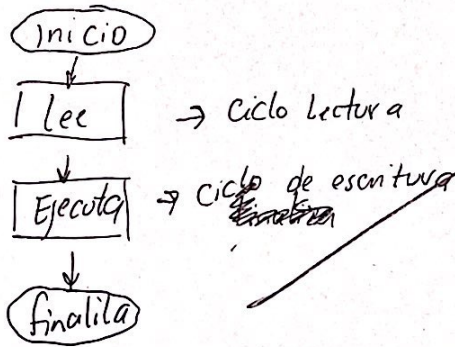 inicio
lee → Ciclo Lectura
Ejecuta → Ciclo de escritura
finalila